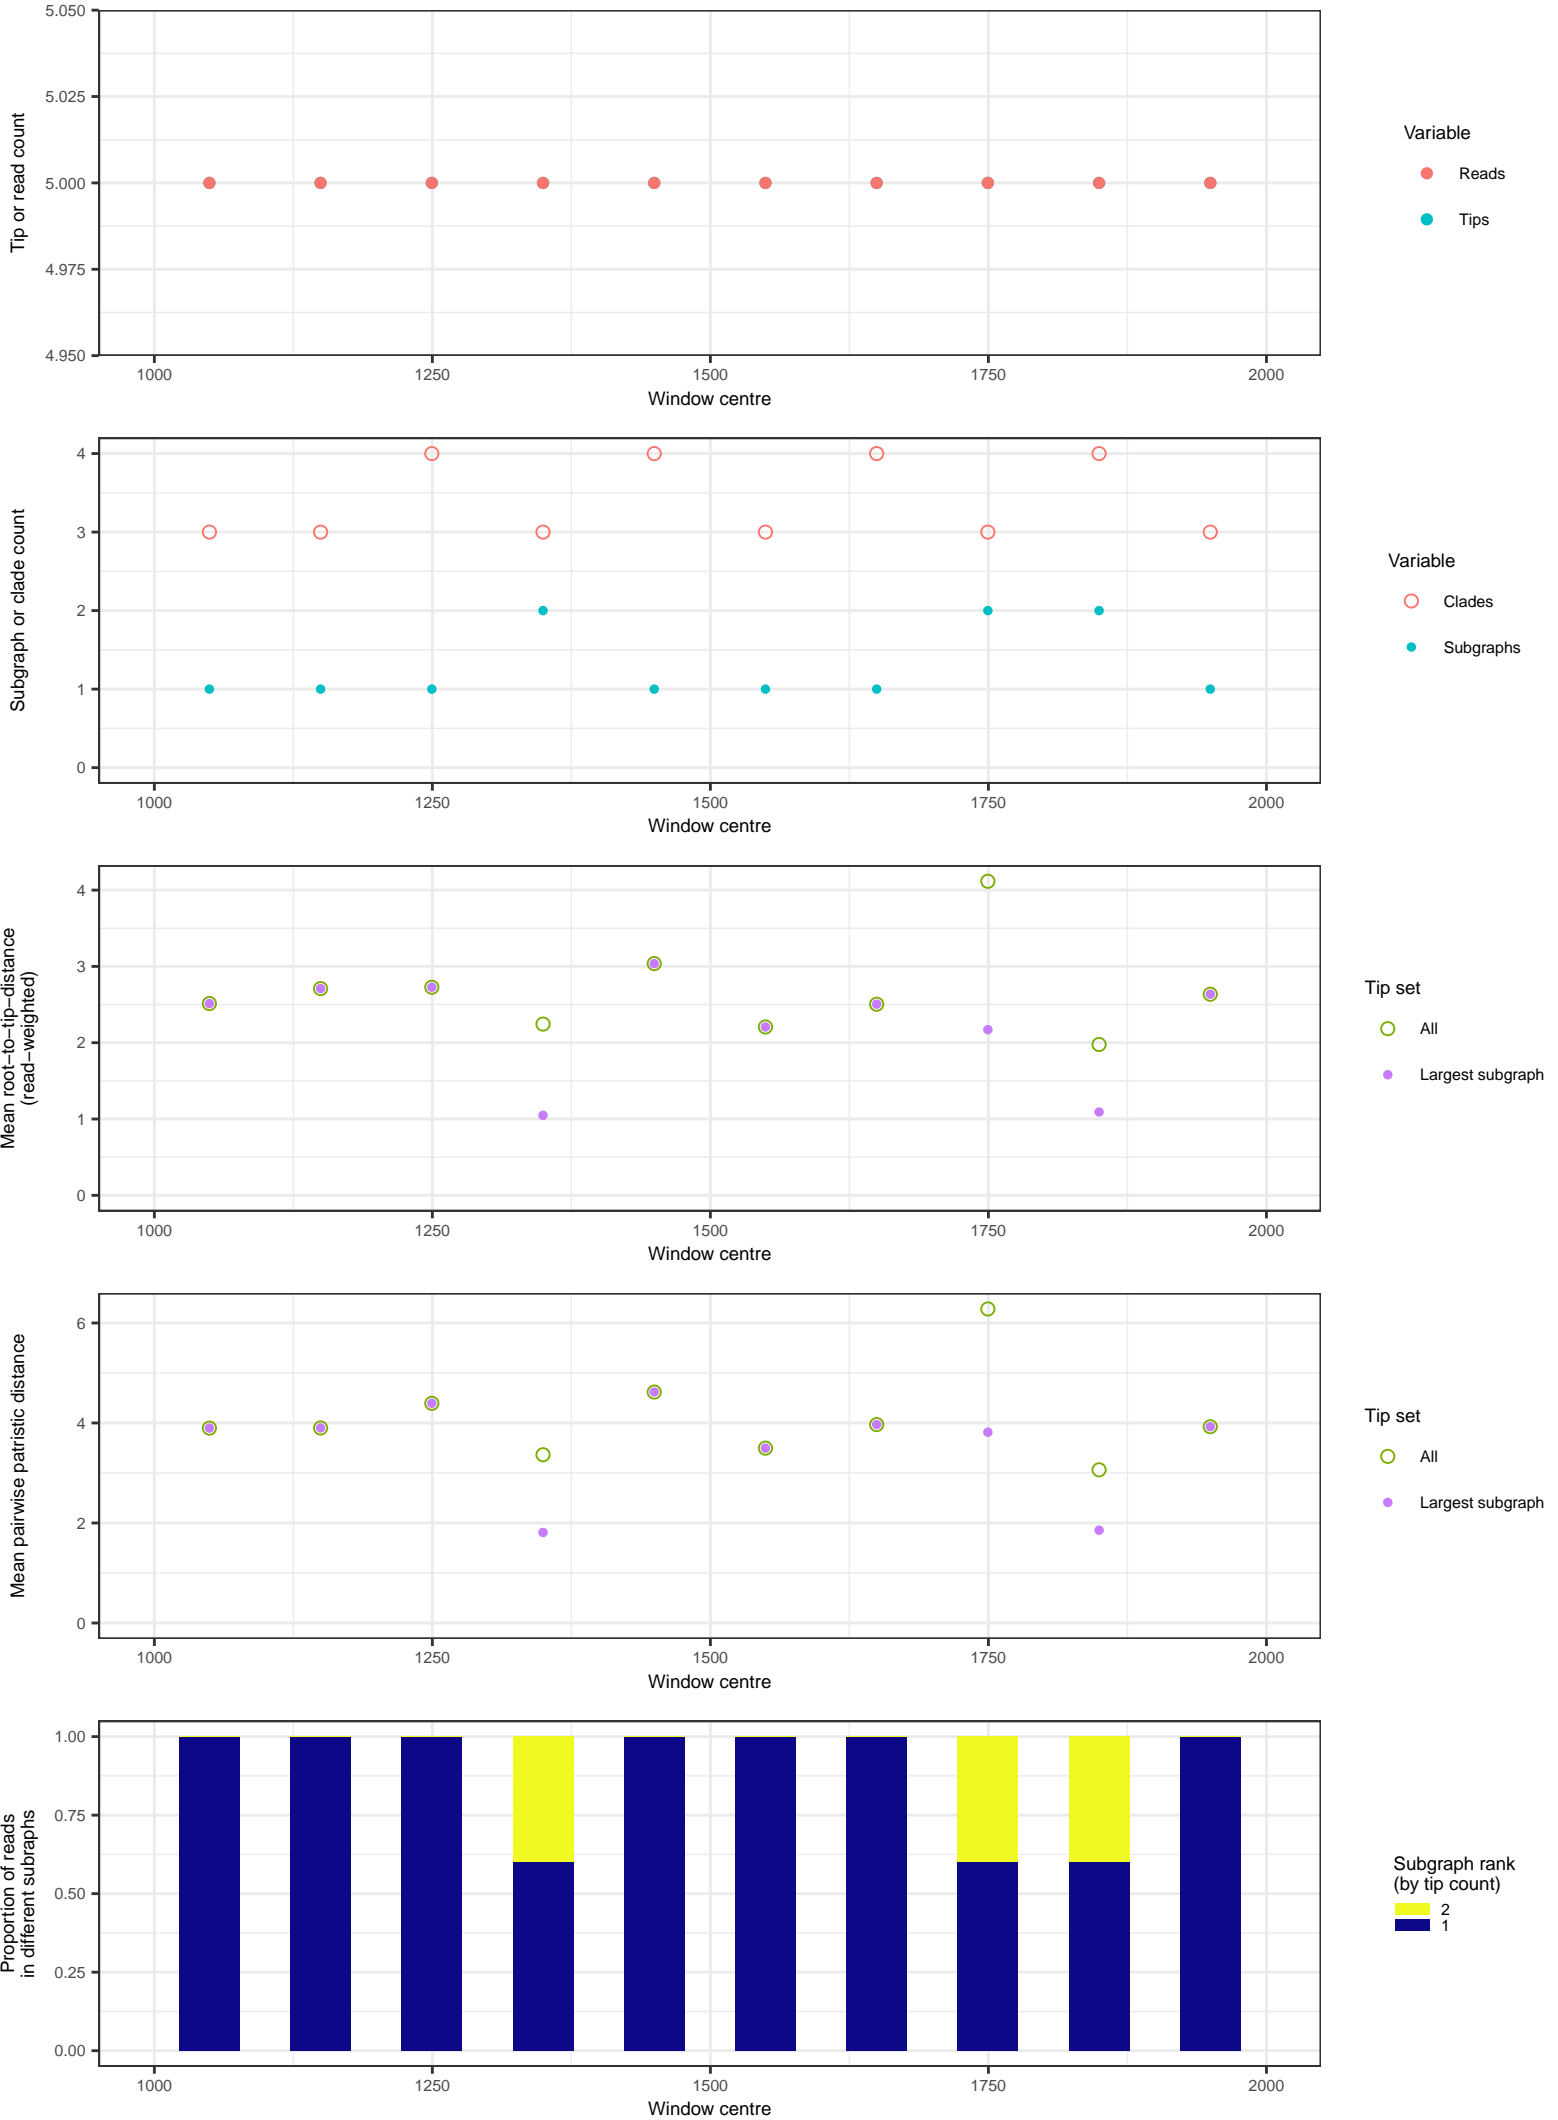 5.050
5.025
5.000
4.975
4.950
Tip or read count
1000 1250 1500 1750 2000
Window centre
Variable
Reads
Tips
4
3
2
1
0
Subgraph or clade count
1000 1250 1500 1750 2000
Window centre
Variable
Clades
Subgraphs
4
3
2
1
0
Mean root−to−tip−distance
(read−weighted)
1000 1250 1500 1750 2000
Window centre
Tip set
All
Largest subgraph
6
4
2
0
Mean pairwise patristic distance
1000 1250 1500 1750 2000
Window centre
Tip set
All
Largest subgraph
1.00
0.75
0.50
0.25
0.00
Proportion of reads
in different subraphs
1000 1250 1500 1750 2000
Window centre
Subgraph rank
(by tip count)
2
1